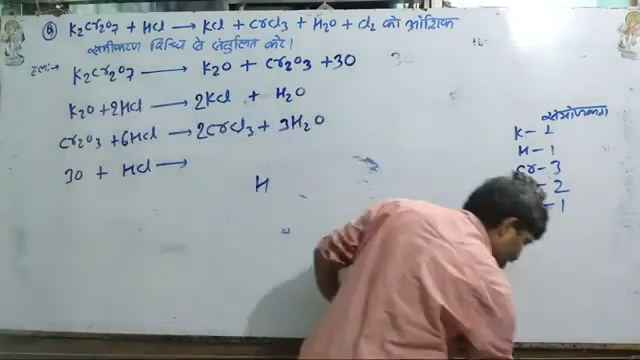 (B) K₂Cr₂O₇ + HCl → KCl + CrCl₃ + H₂O + Cl₂ को आंशिक
समीकरण विधि से संतुलित करें।
हलः- K₂Cr₂O₇ → K₂O + Cr₂O₃ + 3O
K₂O + 2HCl → 2KCl + H₂O
Cr₂O₃ + 6HCl → 2CrCl₃ + 3H₂O
3O + HCl →
H
K - 1
H - 1
Cr - 3
- 2
- 1